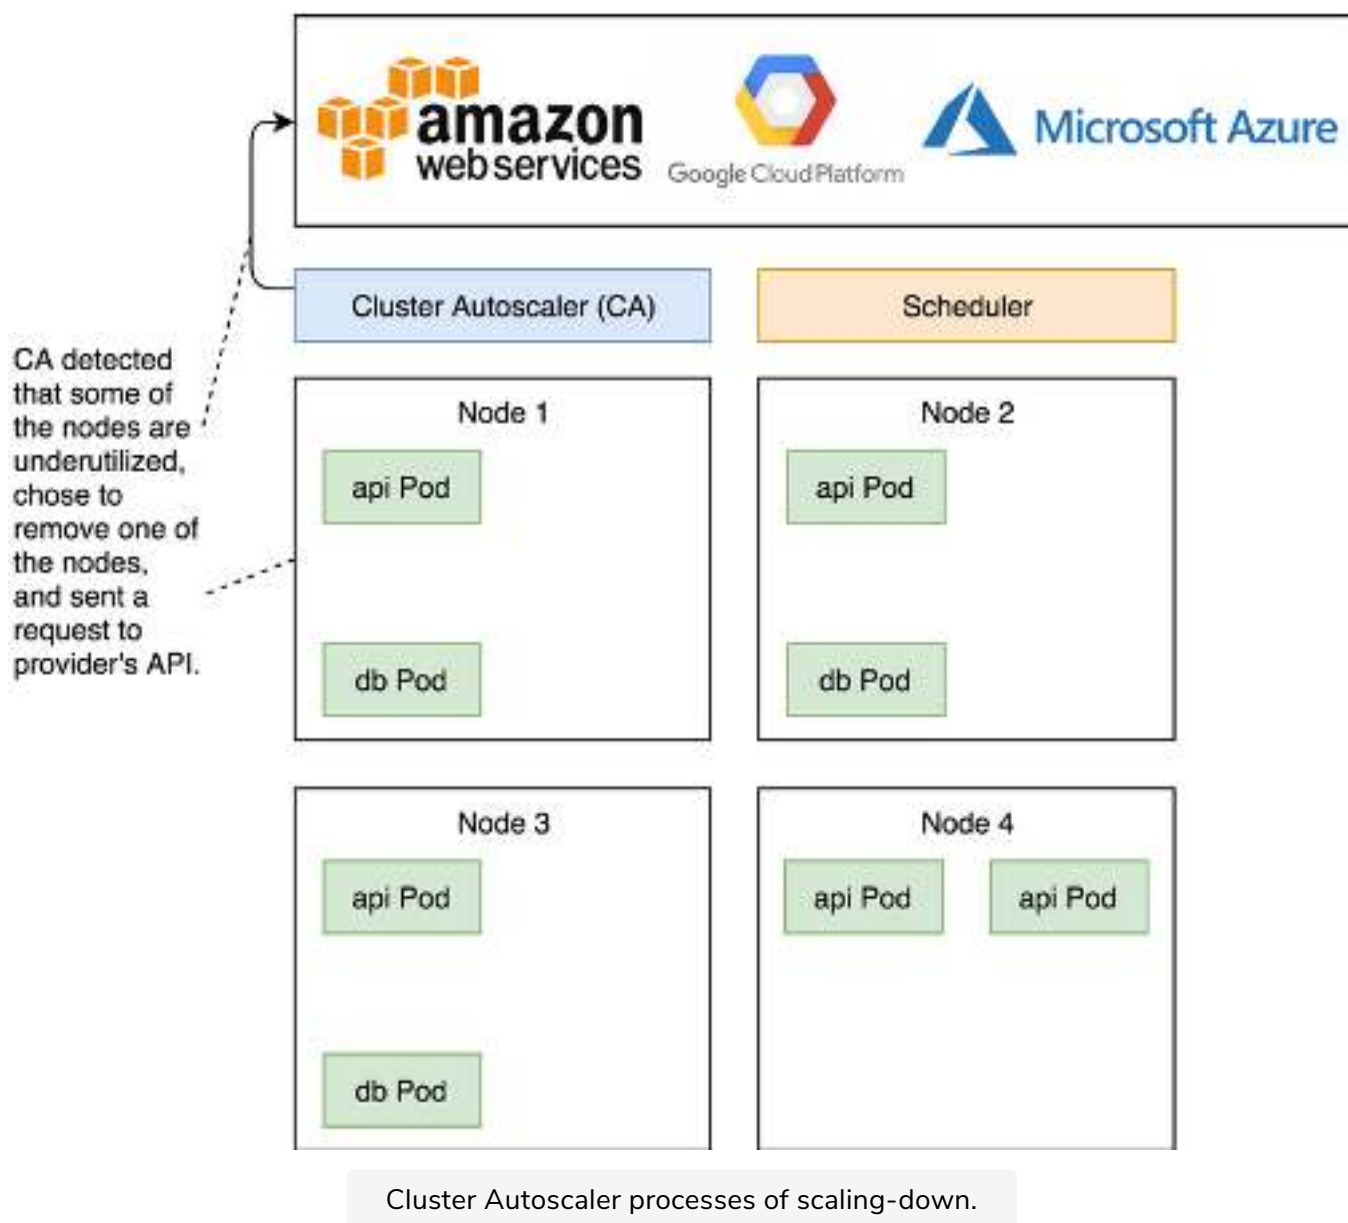 amazon
web services
Google Cloud Platform
Microsoft Azure
Cluster Autoscaler (CA)
Scheduler
CA detected
that some of
the nodes are
underutilized,
chose to
remove one of
the nodes,
and sent a
request to
provider's API.
Node 1
api Pod
db Pod
Node 2
api Pod
db Pod
Node 3
api Pod
db Pod
Node 4
api Pod
api Pod
Cluster Autoscaler processes of scaling-down.